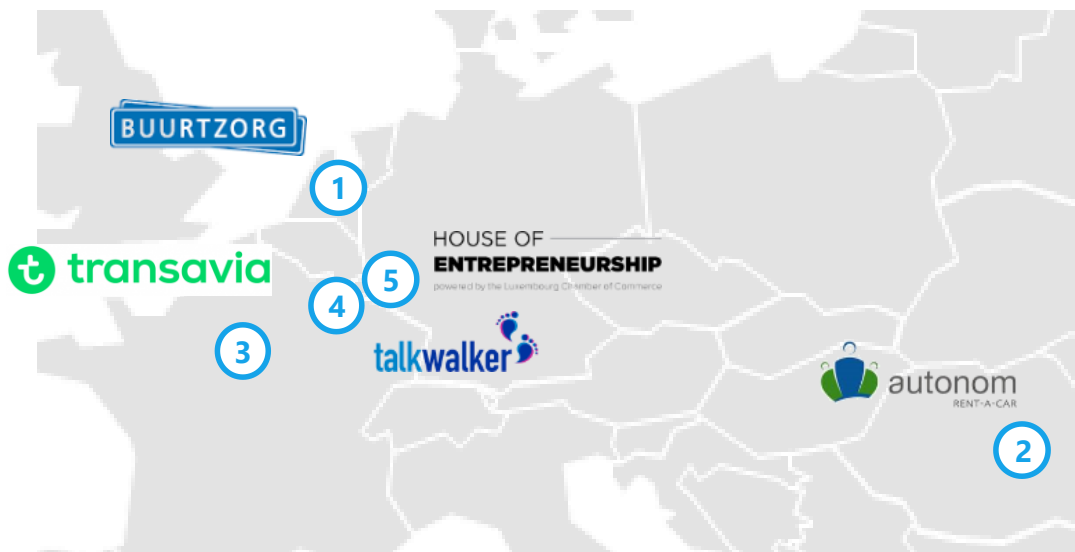 BUURTZORG
1
HOUSE OF
ENTREPRENEURSHIP
powered by the Luxembourg Chamber of Commerce
t transavia
5
4
3
talkwalker
autonom
RENT-A-CAR
2